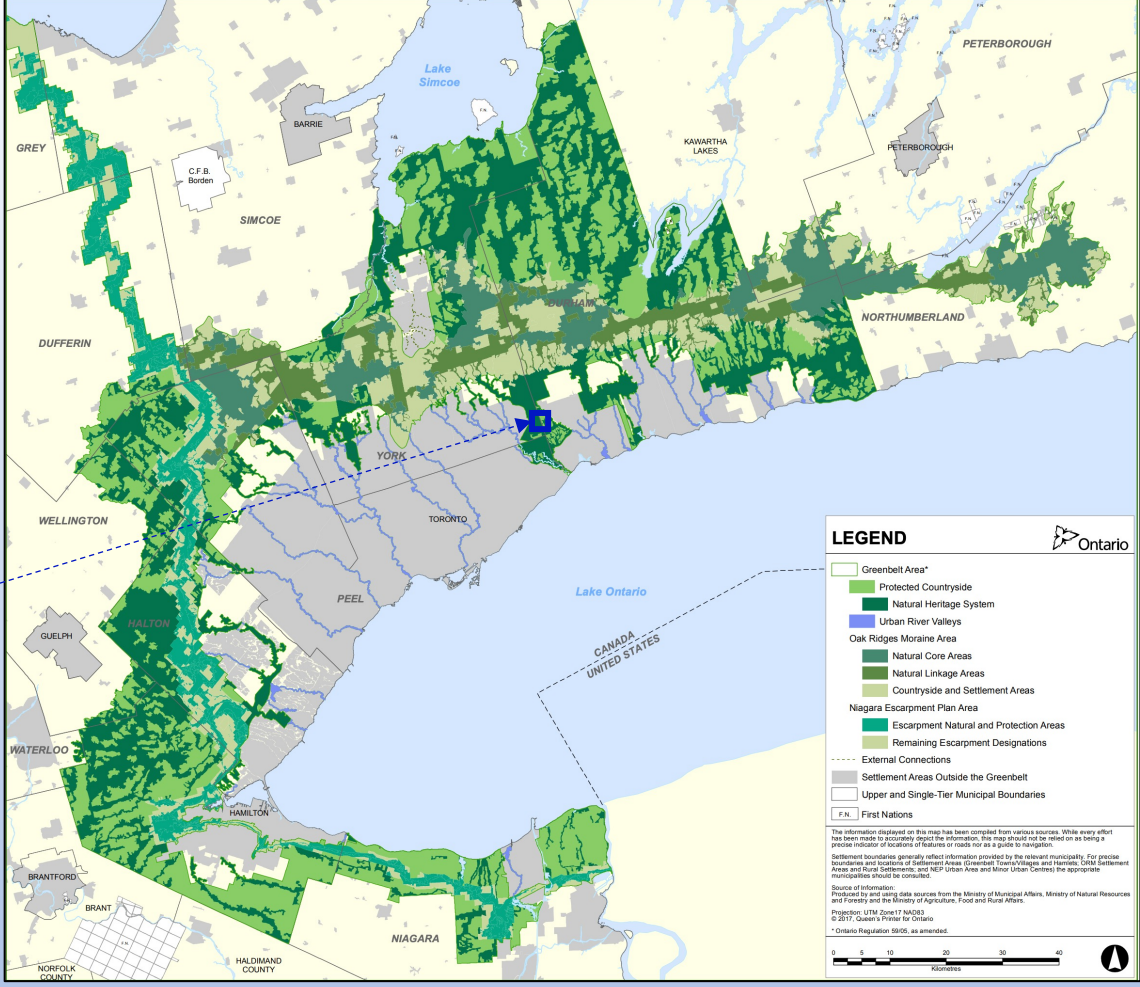 Lake
Simcoe
PETERBOROUGH
BARRIE
F.N.
GREY
KAWARTHA
LAKES
PETERBOROUGH
C.F.B.
Borden
SIMCOE
DURHAM
NORTHUMBERLAND
DUFFERIN
YORK
WELLINGTON
TORONTO
PEEL
Lake Ontario
GUELPH
HALTON
CANADA
UNITED STATES
WATERLOO
HAMILTON
BRANTFORD
BRANT
F.N.
NIAGARA
HALDIMAND
COUNTY
NORFOLK
COUNTY
LEGEND
Ontario
Greenbelt Area*
Protected Countryside
Natural Heritage System
Urban River Valleys
Oak Ridges Moraine Area
Natural Core Areas
Natural Linkage Areas
Countryside and Settlement Areas
Niagara Escarpment Plan Area
Escarpment Natural and Protection Areas
Remaining Escarpment Designations
External Connections
Settlement Areas Outside the Greenbelt
Upper and Single-Tier Municipal Boundaries
F.N. First Nations
The information displayed on this map has been compiled from various sources. While every effort
has been made to accurately depict the information, this map should not be relied on as being a
precise indicator of locations of features or roads nor as a guide to navigation.
Settlement boundaries generally reflect information provided by the relevant municipality. For precise
boundaries and locations of Settlement Areas (Greenbelt Towns/Villages and Hamlets; ORM Settlement
Areas and Rural Settlements; and NEP Urban Area and Minor Urban Centres) the appropriate
municipalities should be consulted.
Source of Information:
Produced by and using data sources from the Ministry of Municipal Affairs, Ministry of Natural Resources
and Forestry and the Ministry of Agriculture, Food and Rural Affairs.
Projection: UTM Zone17 NAD83
© 2017, Queen's Printer for Ontario
* Ontario Regulation 59/05, as amended.
0 5 10 20 30 40
Kilometres